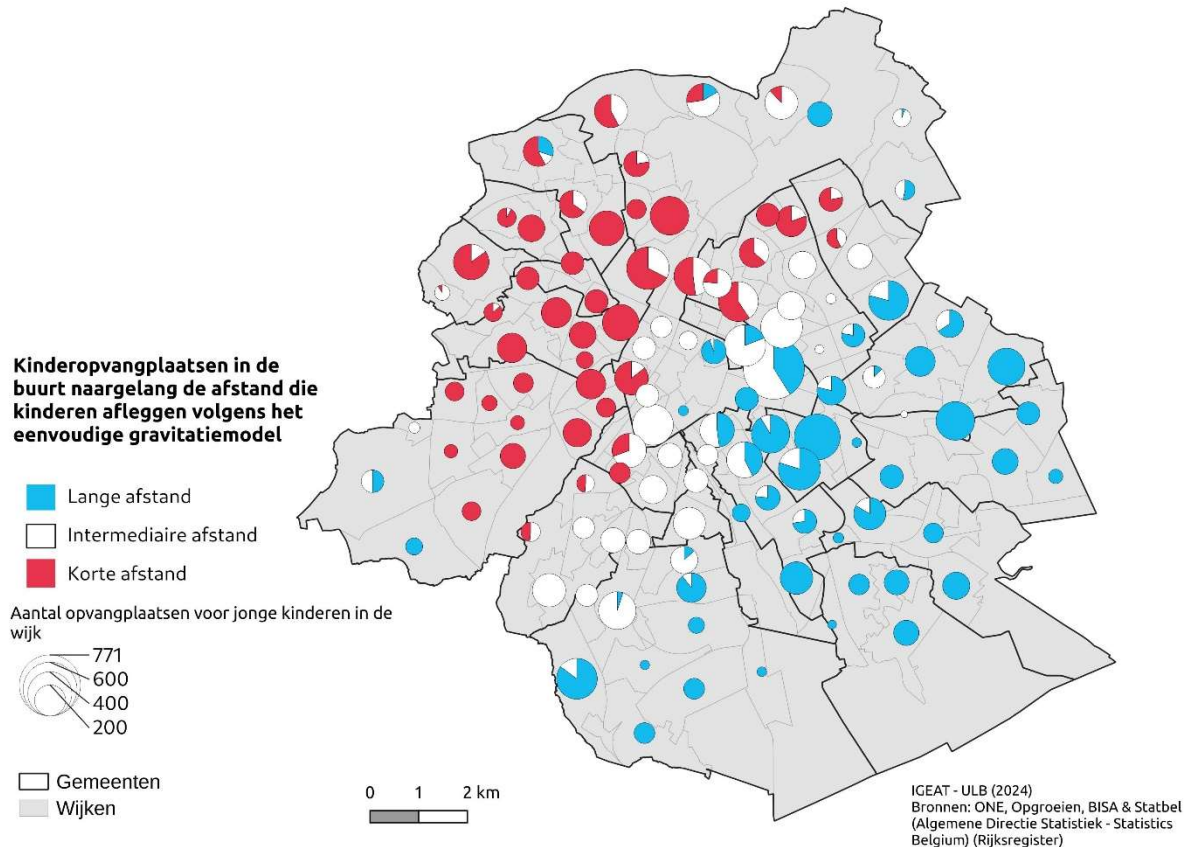 Kinderopvangplaatsen in de
buurt naargelang de afstand die
kinderen afleggen volgens het
eenvoudige gravitatiemodel
Lange afstand
Intermediaire afstand
Korte afstand
Aantal opvangplaatsen voor jonge kinderen in de
wijk
771
600
400
200
Gemeenten
Wijken
0 1 2 km
IGEAT - ULB (2024)
Bronnen: ONE, Opgroeien, BISA & Statbel
(Algemene Directie Statistiek - Statistics
Belgium) (Rijksregister)